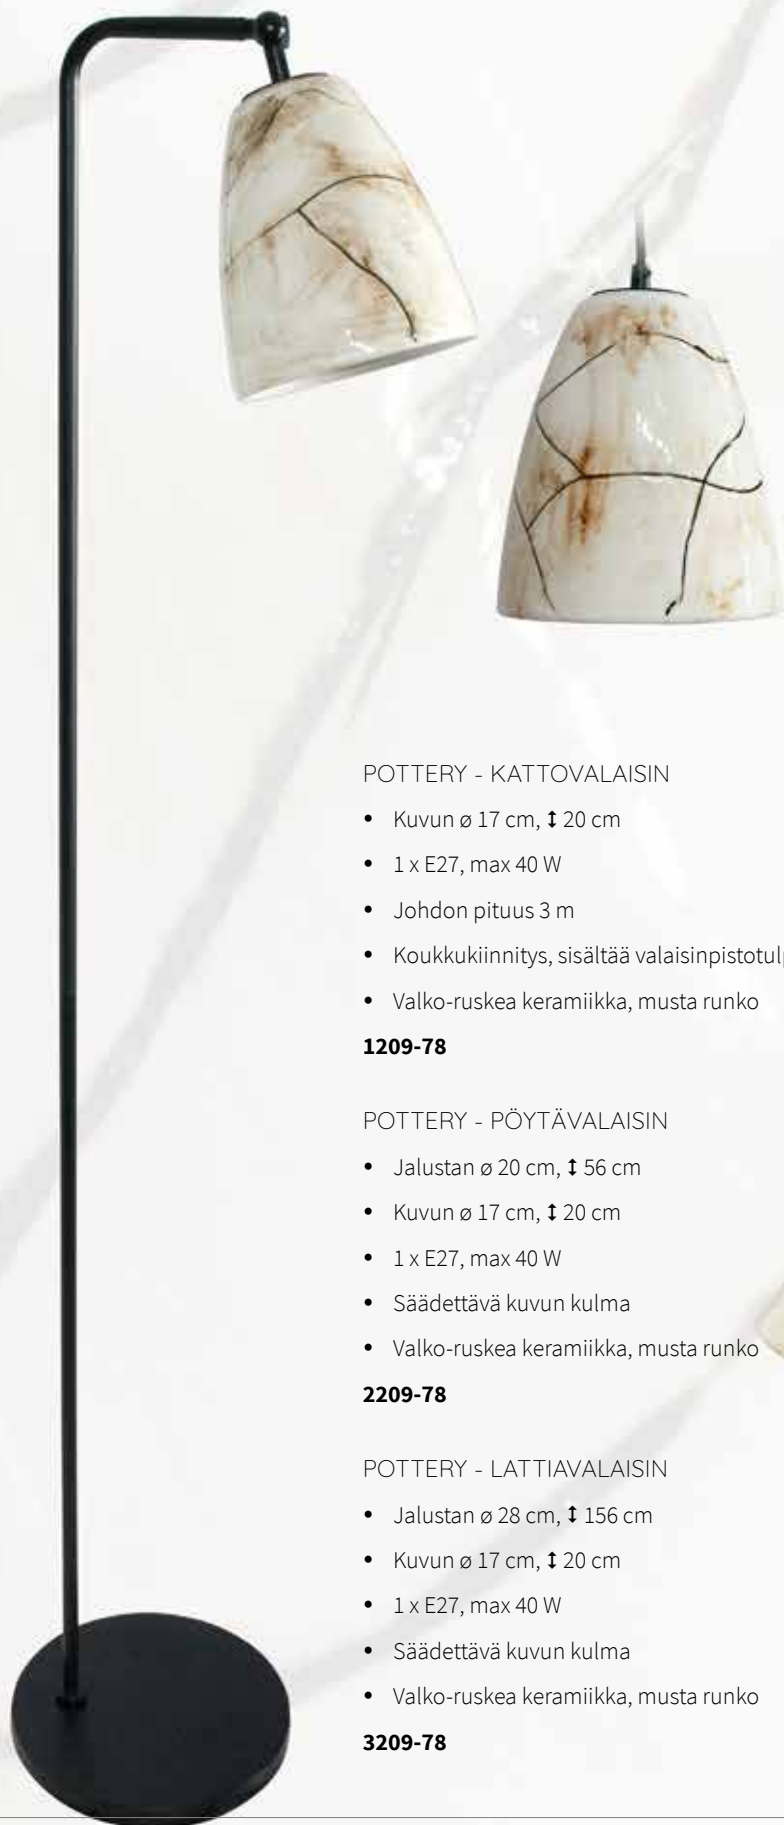 POTTERY - KATTOVALAISIN
• Kuvun ø 17 cm, ↕ 20 cm
• 1 x E27, max 40 W
• Johdon pituus 3 m
• Koukkukiinnitys, sisältää
• Valko-ruskea keramiikka, musta runko
1209-78
POTTERY - PÖYTÄVALAISIN
• Jalustan ø 20 cm, ↕ 56 cm
• Kuvun ø 17 cm, ↕ 20 cm
• 1 x E27, max 40 W
• Säädettävä kuvun kulma
• Valko-ruskea keramiikka, musta runko
2209-78
POTTERY - LATTIAVALAISIN
• Jalustan ø 28 cm, ↕ 156 cm
• Kuvun ø 17 cm, ↕ 20 cm
• 1 x E27, max 40 W
• Säädettävä kuvun kulma
• Valko-ruskea keramiikka, musta runko
3209-78